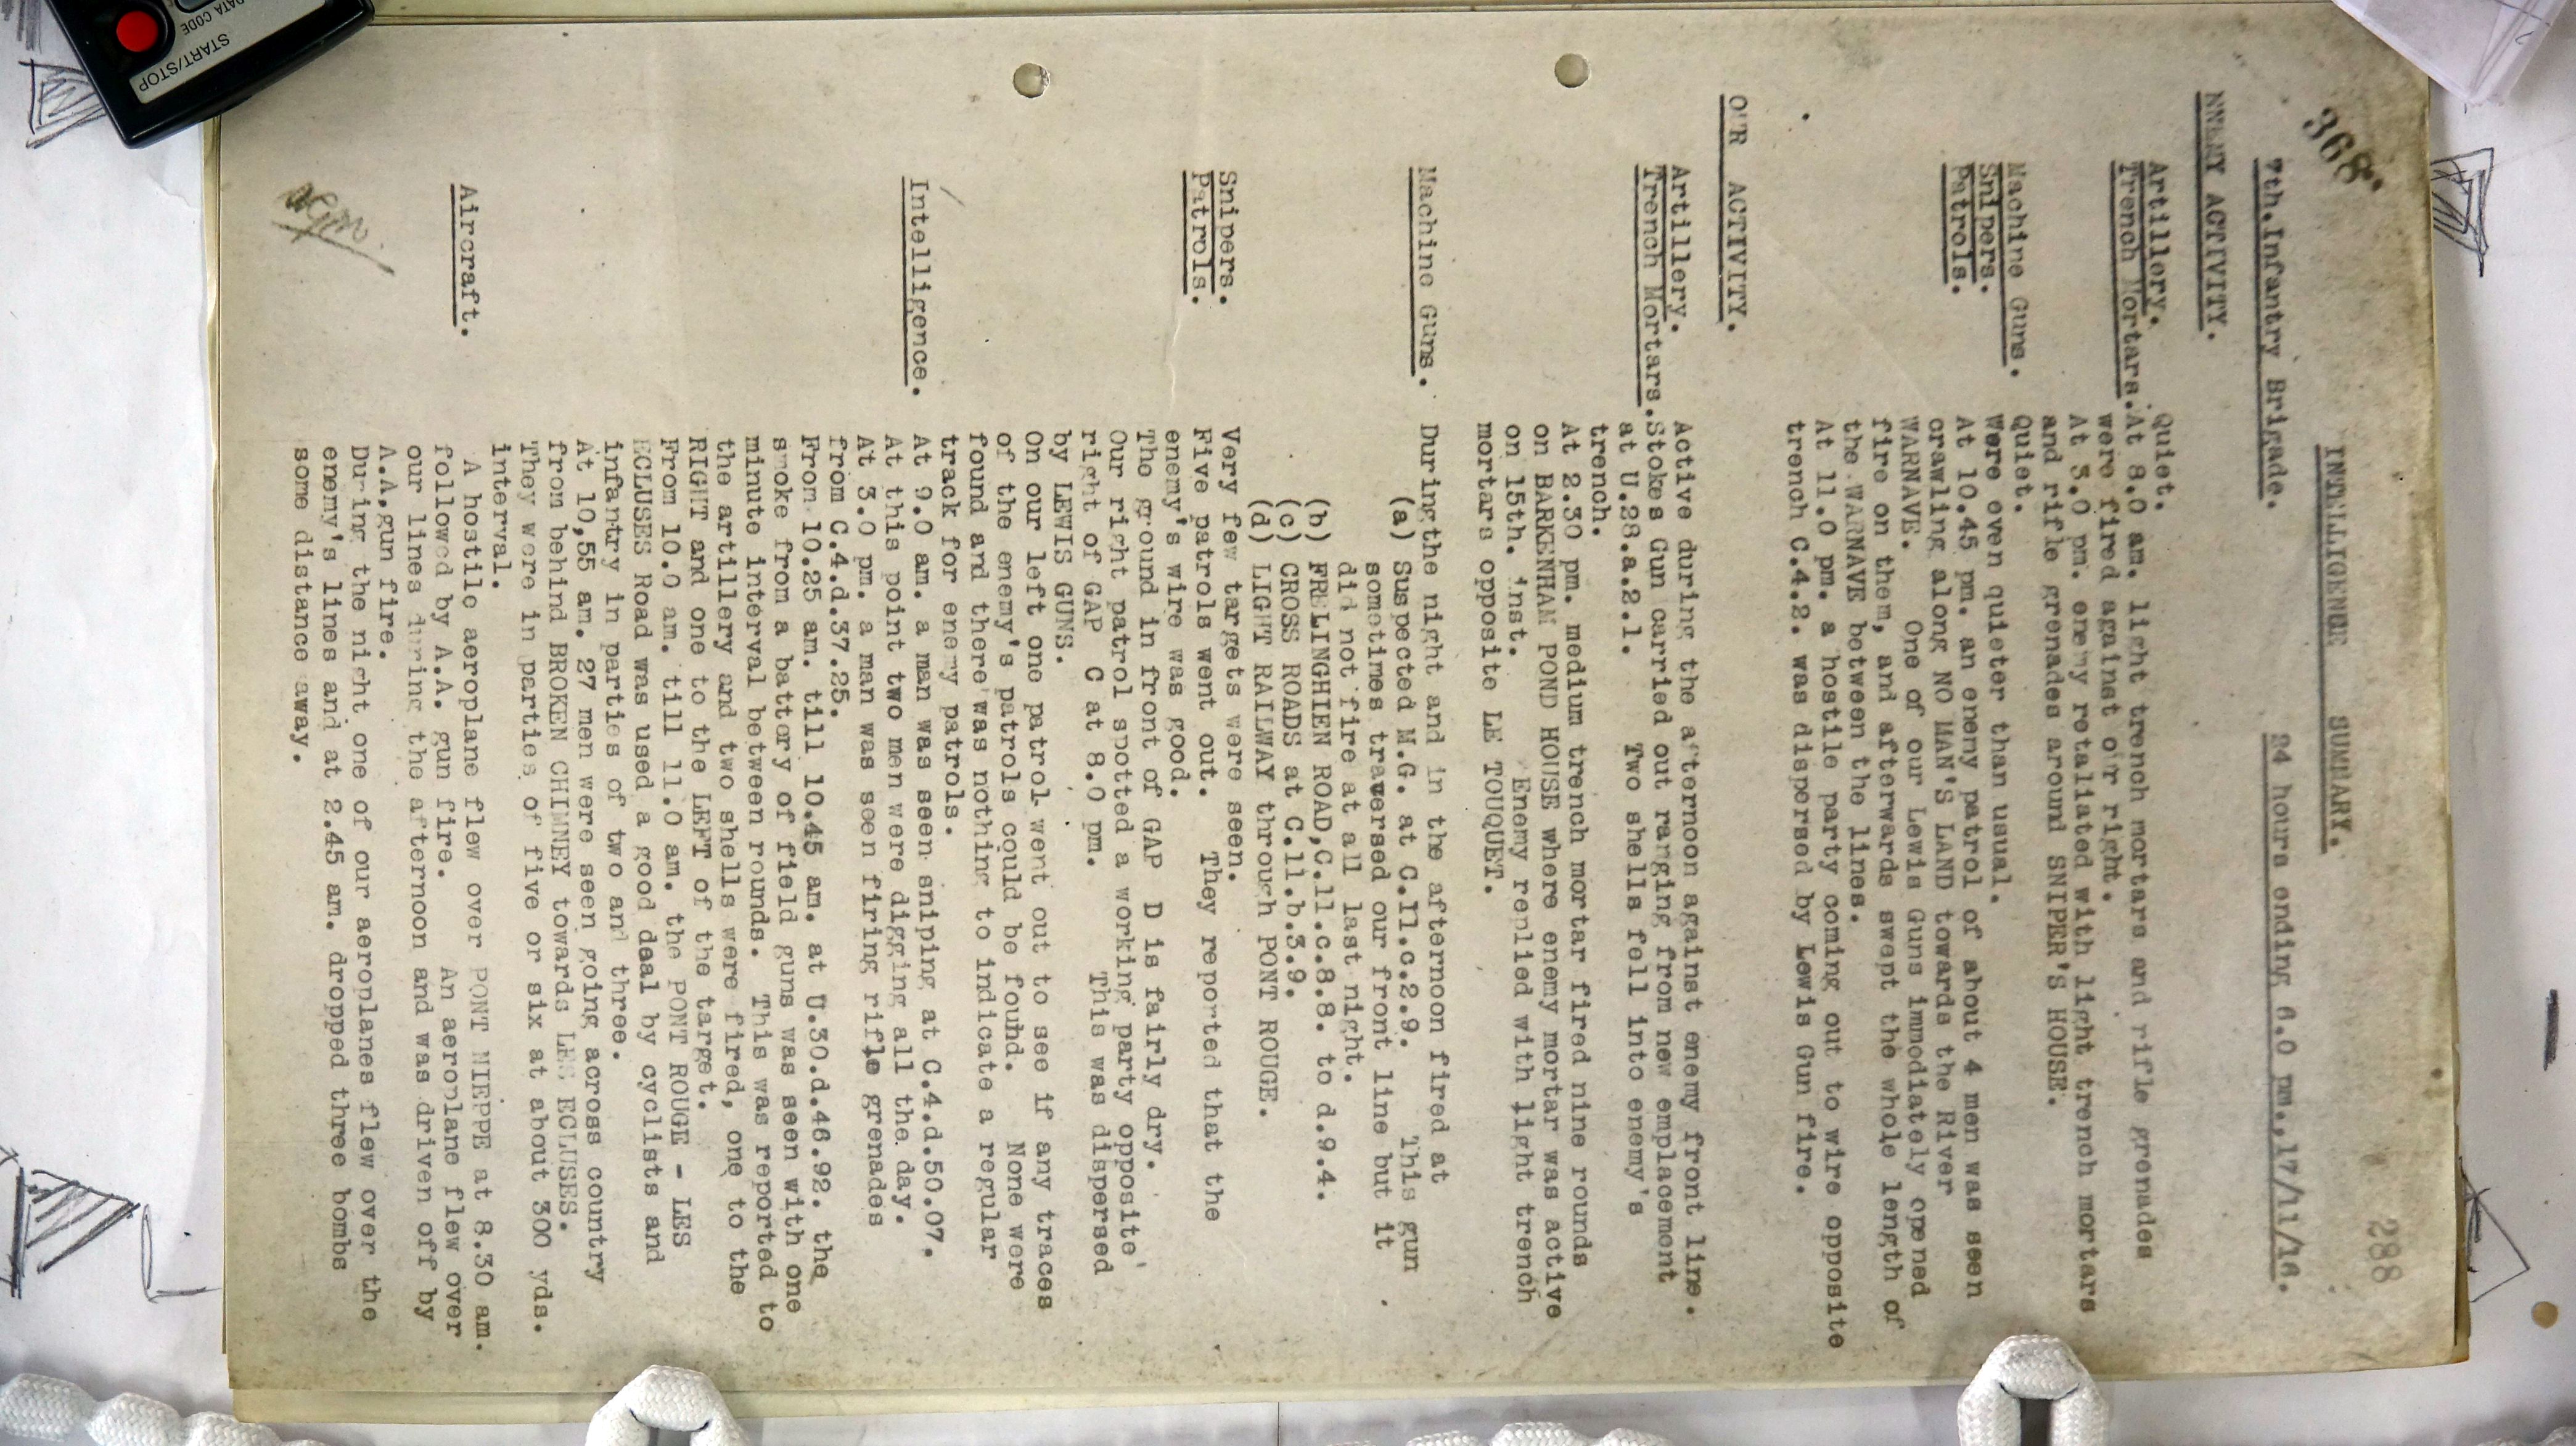 368.
288
INTELLIGENCE SUMMARY.
7th.Infantry Brigade. 24 hours ending 6.0 pm.,17/11/16.
ENEMY ACTIVITY.
Artillery. Quiet.
Trench Mortars. At 8.0 am. light trench mortars and rifle grenades
were fired against our right.
At 3.0 pm. enemy retaliated with light trench mortars
and rifle grenades around SNIPER'S HOUSE.
Machine Guns. Quiet.
Snipers. Were even quieter than usual.
Patrols. At 10.45 pm. an enemy patrol of about 4 men was seen
crawling along NO MAN'S LAND towards the River
WARNAVE. One of our Lewis Guns immediately opened
fire on them, and afterwards swept the whole length of
the WARNAVE between the lines.
At 11.0 pm. a hostile party coming out to wire opposite
trench C.4.2. was dispersed by Lewis Gun fire.
OUR ACTIVITY.
Artillery. Active during the afternoon against enemy front line.
Trench Mortars. Stokes Gun carried out ranging from new emplacement
at U.28.a.2.1. Two shells fell into enemy's
trench.
At 2.30 pm. medium trench mortar fired nine rounds
on BARKENHAM POND HOUSE where enemy mortar was active
on 15th. inst. Enemy replied with light trench
mortars opposite LE TOUQUET.
Machine Guns. During the night and in the afternoon fired at
(a) Suspected M.G. at C.11.c.2.9. This gun
sometimes traversed our front line but it
did not fire at all last night.
(b) FRELINGHIEN ROAD,C.11.c.8.8. to d.9.4.
(c) CROSS ROADS at C.11.b.3.9.
(d) LIGHT RAILWAY through PONT ROUGE.
Snipers. Very few targets were seen.
Patrols. Five patrols went out. They reported that the
enemy's wire was good.
The ground in front of GAP D is fairly dry.
Our right patrol spotted a working party opposite
right of GAP C at 8.0 pm. This was dispersed
by LEWIS GUNS.
On our left one patrol went out to see if any traces
of the enemy's patrols could be found. None were
found and there was nothing to indicate a regular
track for enemy patrols.
Intelligence. At 9.0 am. a man was seen sniping at C.4.d.50.07.
At this point two men were digging all the day.
At 3.0 pm. a man was seen firing rifle grenades
from C.4.d.37.25.
From 10.25 am. till 10.45 am. at U.30.d.46.92. the
smoke from a battery of field guns was seen with one
minute interval between rounds. This was reported to
the artillery and two shells were fired, one to the
RIGHT and one to the LEFT of the target.
From 10.0 am. till 11.0 am. the PONT ROUGE - LES
ECLUSES Road was used a good deal by cyclists and
infantry in parties of two and three.
At 10,55 am. 27 men were seen going across country
from behind BROKEN CHIMNEY towards LES ECLUSES.
They were in parties of five or six at about 300 yds.
interval.
Aircraft. A hostile aeroplane flew over PONT NIEPPE at 8.30 am.
followed by A.A. gun fire. An aeroplane flew over
our lines during the afternoon and was driven off by
A.A,gun fire.
During the night one of our aeroplanes flew over the
enemy's lines and at 2.45 am. dropped three bombs
some distance away.
START/STOP
DATA CODE